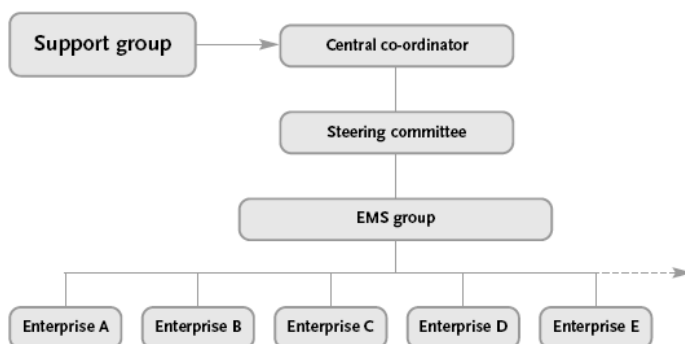 Support group
Central co-ordinator
Steering committee
EMS group
Enterprise A
Enterprise B
Enterprise C
Enterprise D
Enterprise E